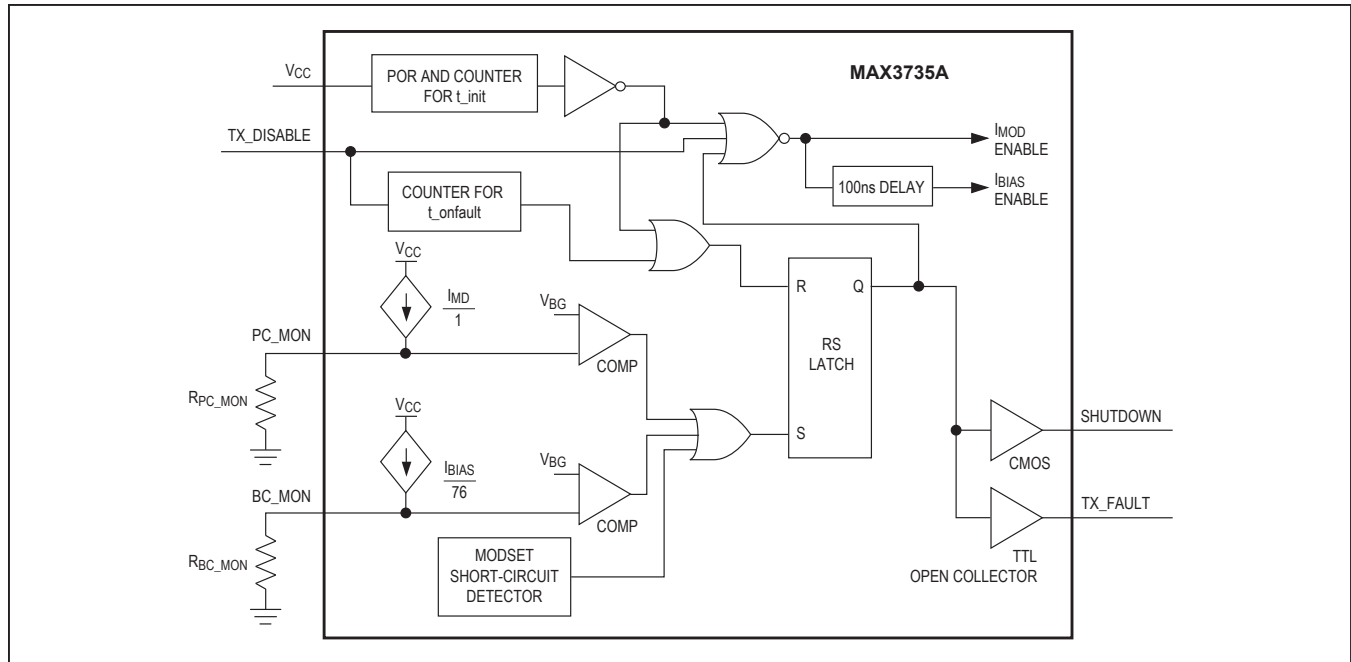 MAX3735A
VCC
POR AND COUNTER
FOR t_init
TX_DISABLE
IMOD
ENABLE
100ns DELAY
IBIAS
ENABLE
COUNTER FOR
t_onfault
VCC
IMD
1
VBG
R
Q
PC_MON
COMP
RS
LATCH
RPC_MON
VCC
SHUTDOWN
S
VBG
CMOS
IBIAS
76
BC_MON
TX_FAULT
COMP
RBC_MON
MODSET
SHORT-CIRCUIT
DETECTOR
TTL
OPEN COLLECTOR